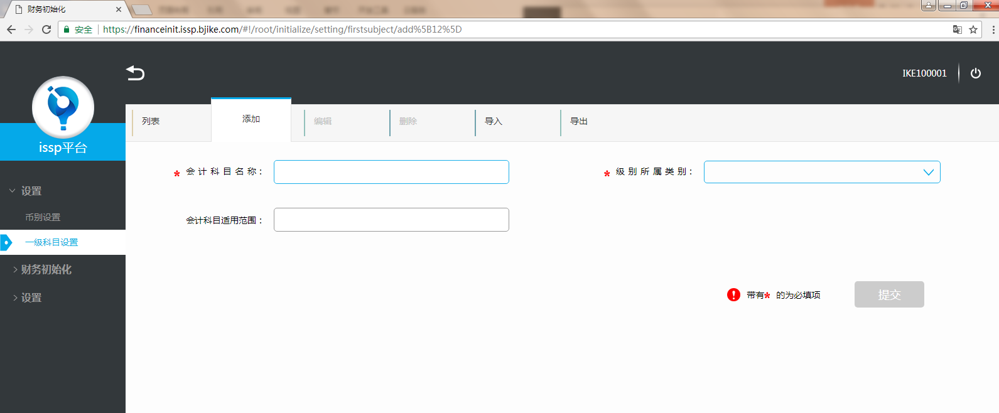 财务初始化
安全 https://financeinit.issp.bjike.com/#!/root/initialize/setting/firstsubject/add%5B12%5D
IKE100001
issp平台
列表 添加 编辑 删除 导入 导出
* 会计科目名称： * 级别所属类别：
设置
币别设置
会计科目适用范围：
一级科目设置
财务初始化
设置
带有* 的为必填项 提交